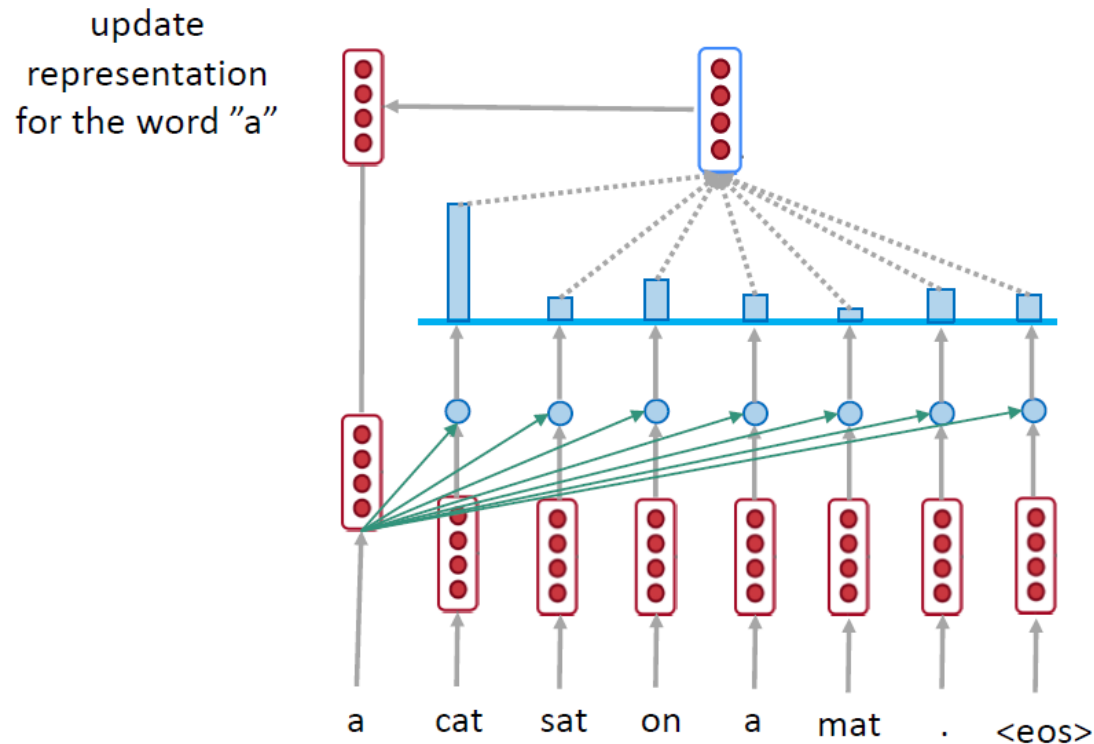 update
representation
for the word ”a”
a cat sat on a mat . <eos>